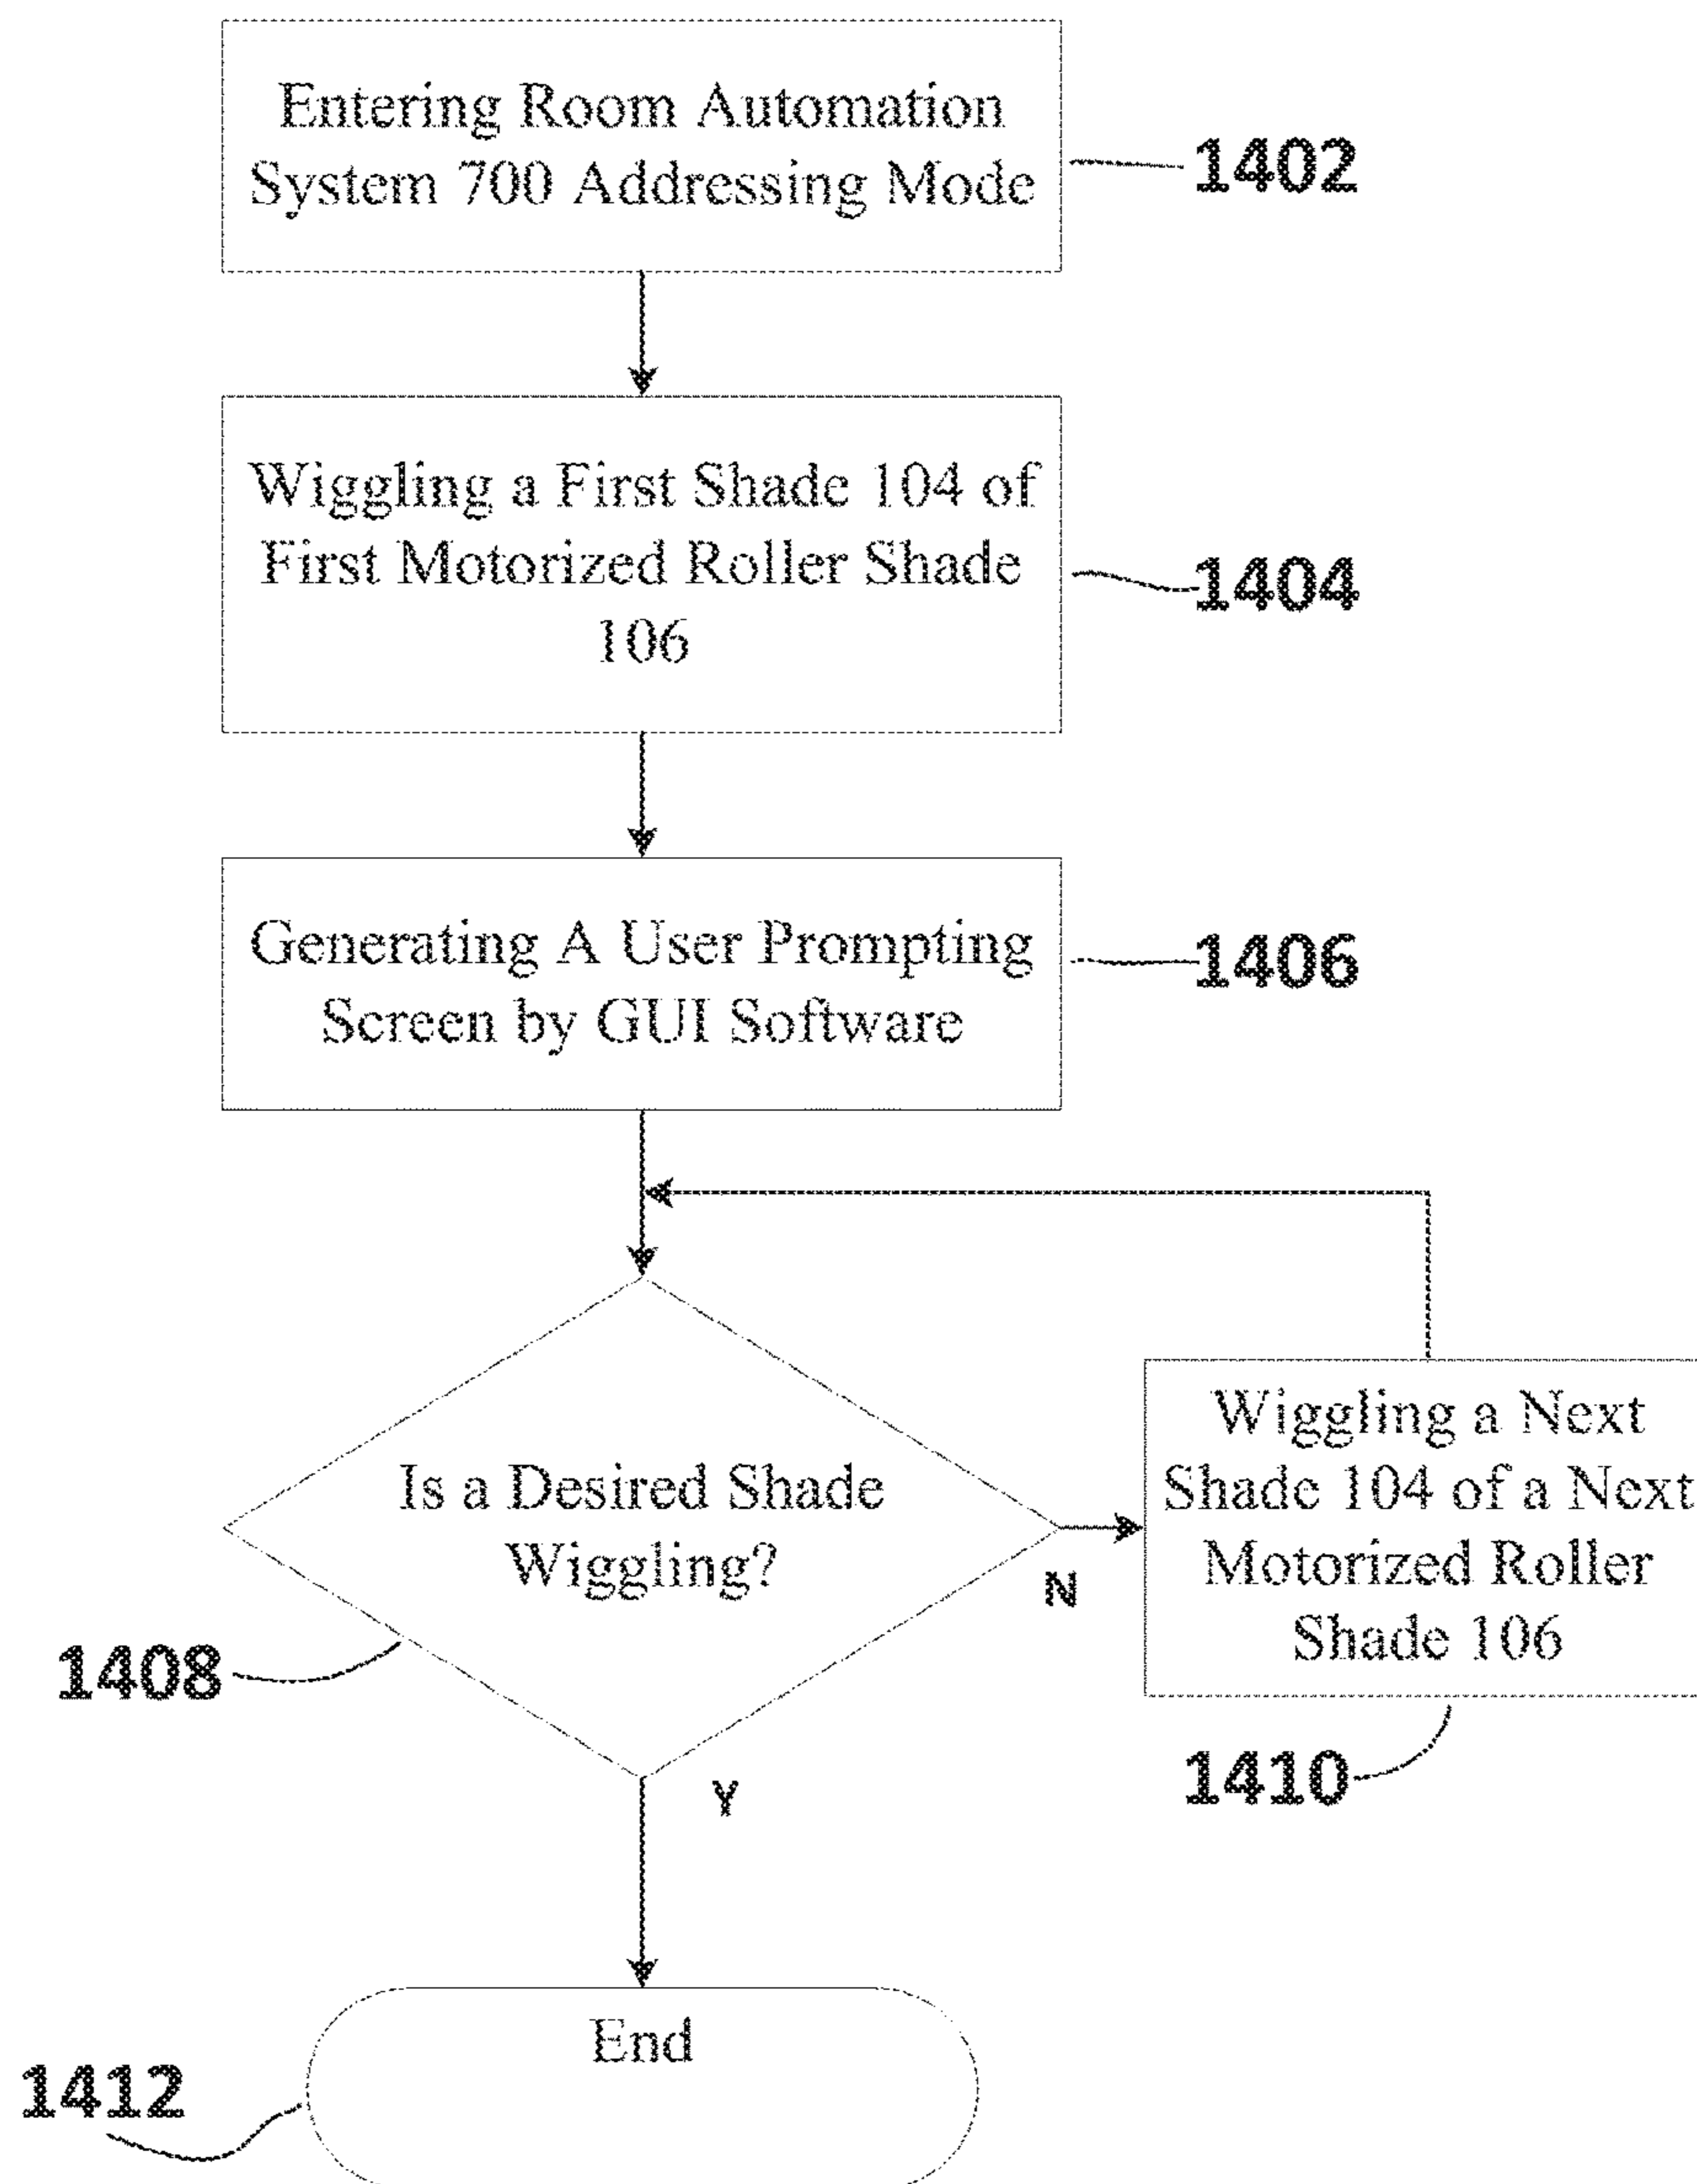 Entering Room Automation
System 700 Addressing Mode
1402
Wiggling a First Shade 104 of
First Motorized Roller Shade
106
1404
Generating A User Prompting
Screen by GUI Software
1406
Is a Desired Shade
Wiggling?
1408
N
Wiggling a Next
Shade 104 of a Next
Motorized Roller
Shade 106
1410
Y
End
1412